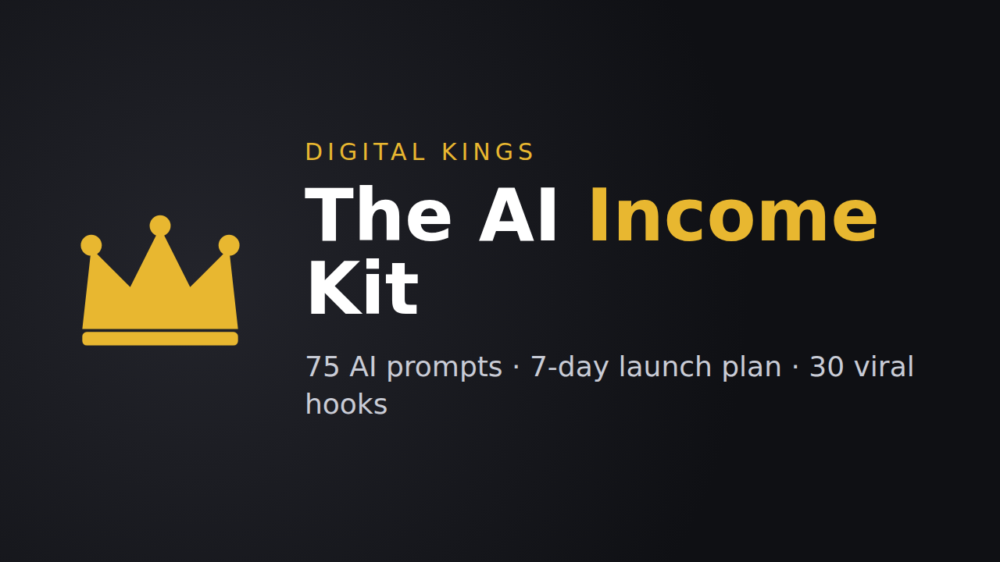 DIGITAL KINGS
The AI Income
Kit
75 AI prompts · 7-day launch plan · 30 viral
hooks